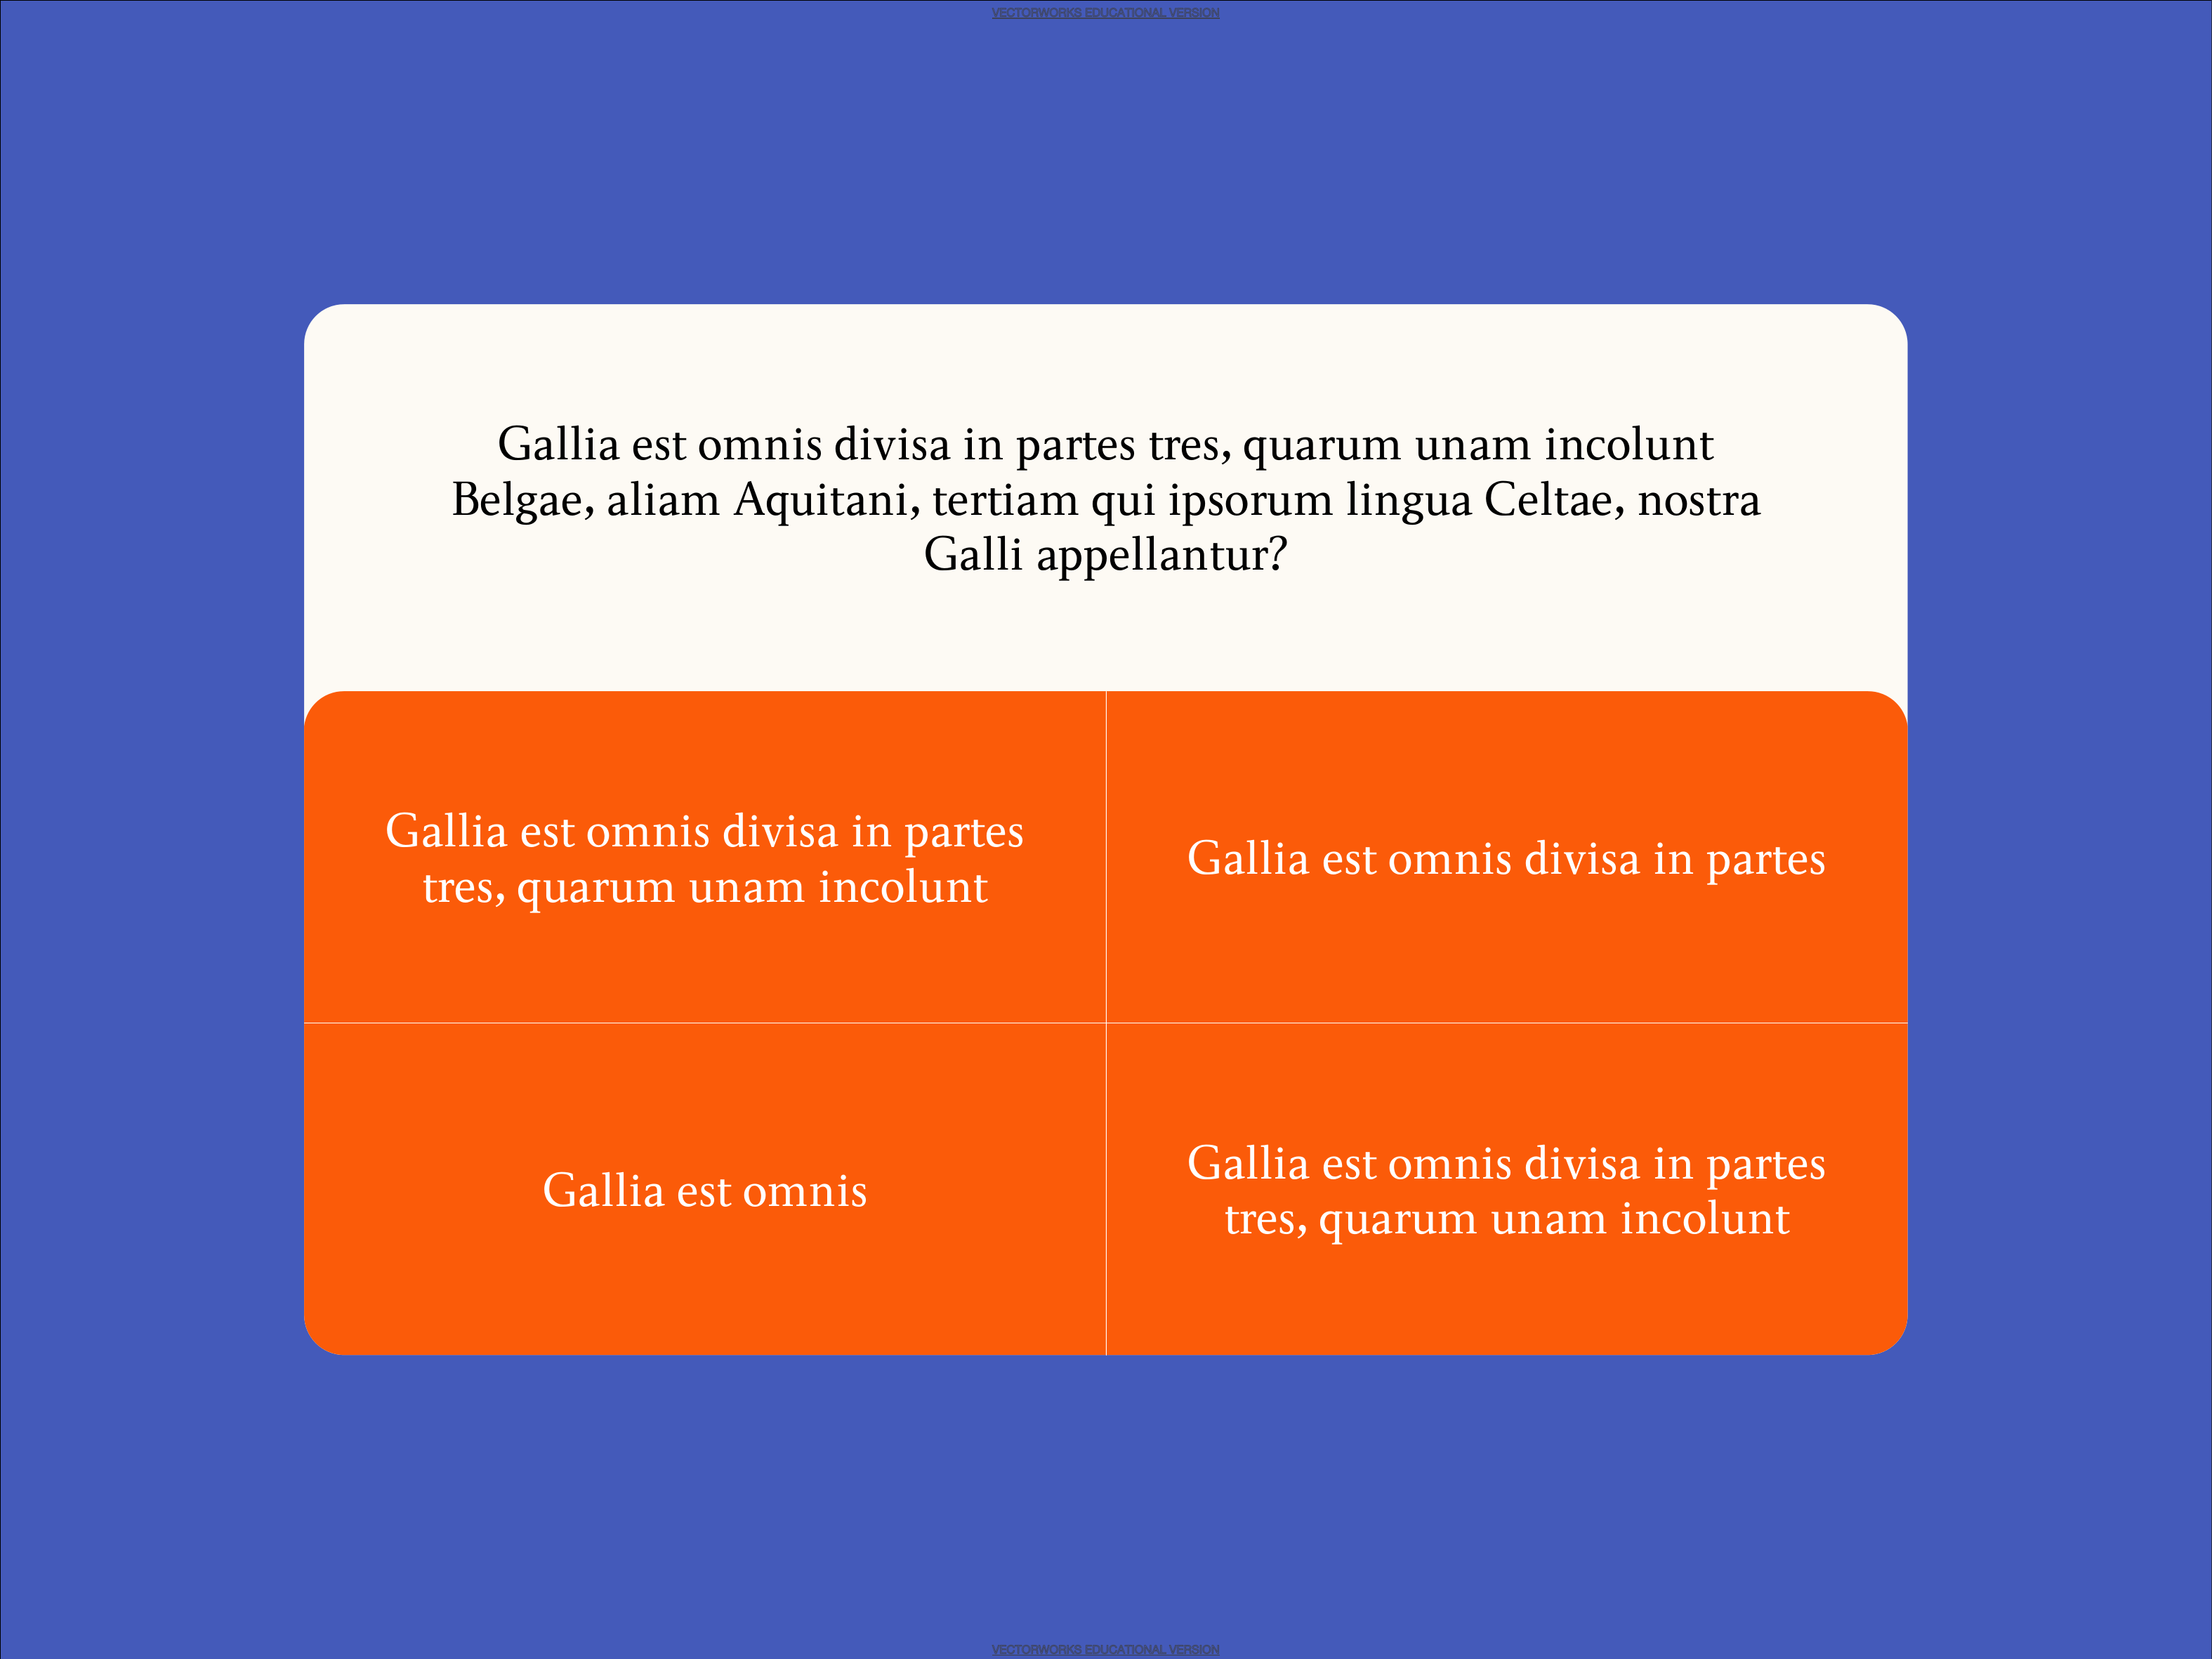 VECTORWORKS EDUCATIONAL VERSION
Gallia est omnis divisa in partes tres, quarum unam incolunt
Belgae, aliam Aquitani, tertiam qui ipsorum lingua Celtae, nostra
Galli appellantur?
Gallia est omnis divisa in partes
tres, quarum unam incolunt
Gallia est omnis divisa in partes
Gallia est omnis
Gallia est omnis divisa in partes
tres, quarum unam incolunt
VECTORWORKS EDUCATIONAL VERSION